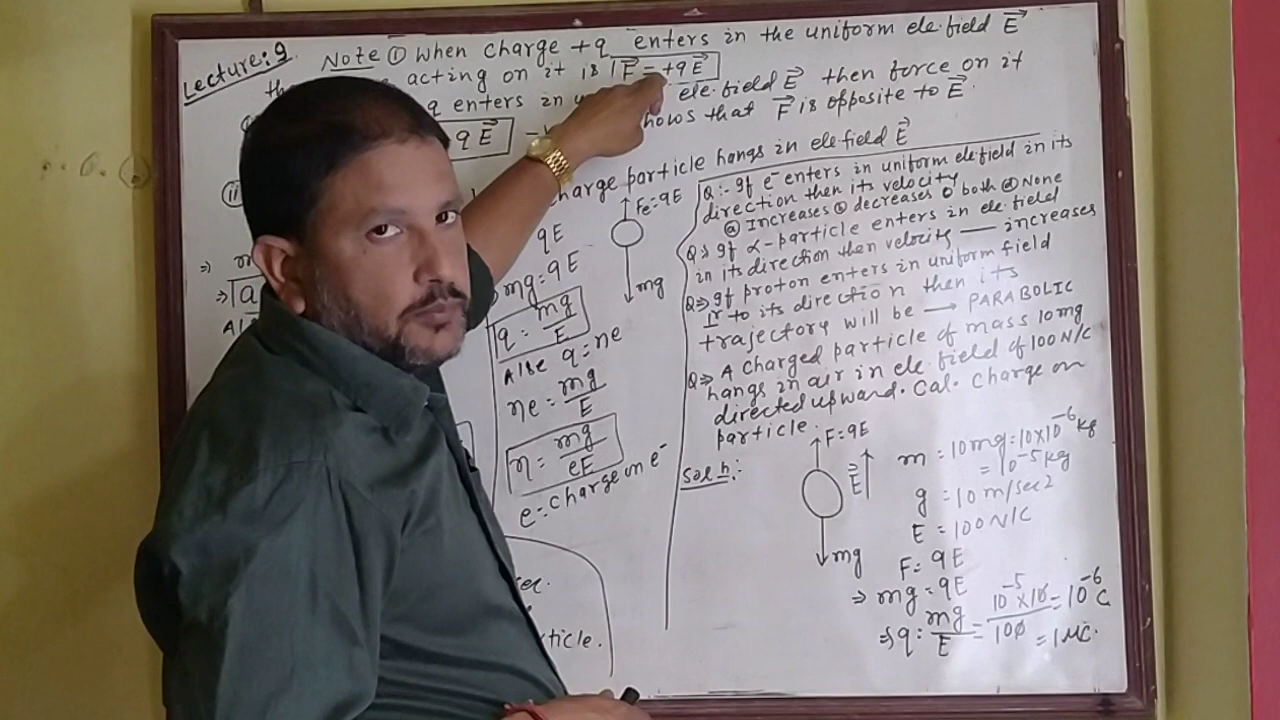 Lecture: 9
Note ① When charge +q enters in the uniform ele. field E⃗
acting on it is F⃗ = +qE⃗
q enters in ele. field E⃗ then force on it
qE⃗ shows that F⃗ is opposite to E⃗.
charge particle hangs in ele field E⃗
Fe = qE
mg
qE
mg = qE
q = mg/E
Also q = ne
ne = mg/E
n = mg/eE
e = charge on e⁻
ticle.
Q:- If e⁻ enters in uniform ele field in its
direction then its velocity
ⓐ Increases ⓑ decreases ⓒ both ⓓ None
Q⇒ If α-particle enters in ele. field
in its direction then velocity — increases
Q⇒ If proton enters in uniform field
⊥r to its direction then its
trajectory will be → PARABOLIC
Q⇒ A charged particle of mass 10mg
hangs in air in ele. field of 100 N/C
directed upward. Cal. Charge on
particle.
Solⁿ:
F = qE
E⃗
mg
m = 10mg = 10×10⁻⁶ kg
= 10⁻⁵ kg
g = 10 m/sec²
E = 100 N/C
F = qE
⇒ mg = qE
⇒ q = mg/E = 10⁻⁵×10/100 = 10⁻⁶ C
= 1 μC.